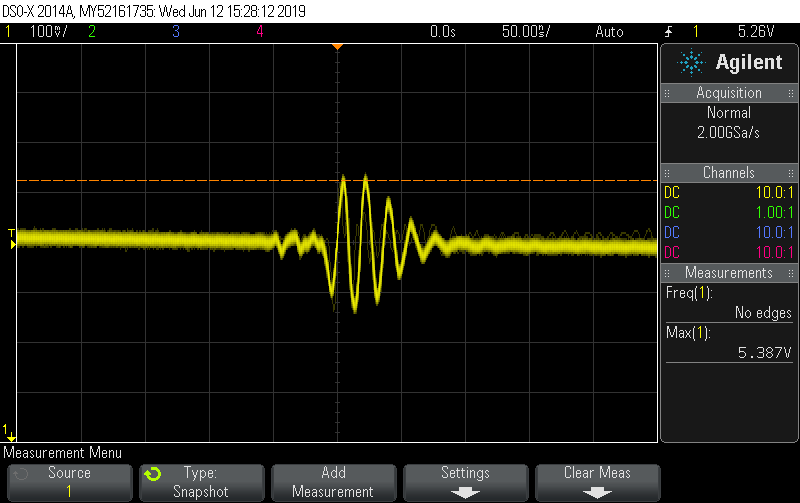 DSO-X 2014A, MY52161735: Wed Jun 12 15:28:12 2019
1 100℧/ 2 3 4 0.0s 50.00℧/ Auto 1 5.26V
Agilent
Acquisition
Normal
2.00GSa/s
Channels
DC 10.0:1
DC 1.00:1
DC 10.0:1
DC 10.0:1
Measurements
Freq(1):
No edges
Max(1):
5.387V
T
1
Measurement Menu
Source
1
Type:
Snapshot
Add
Measurement
Settings
Clear Meas